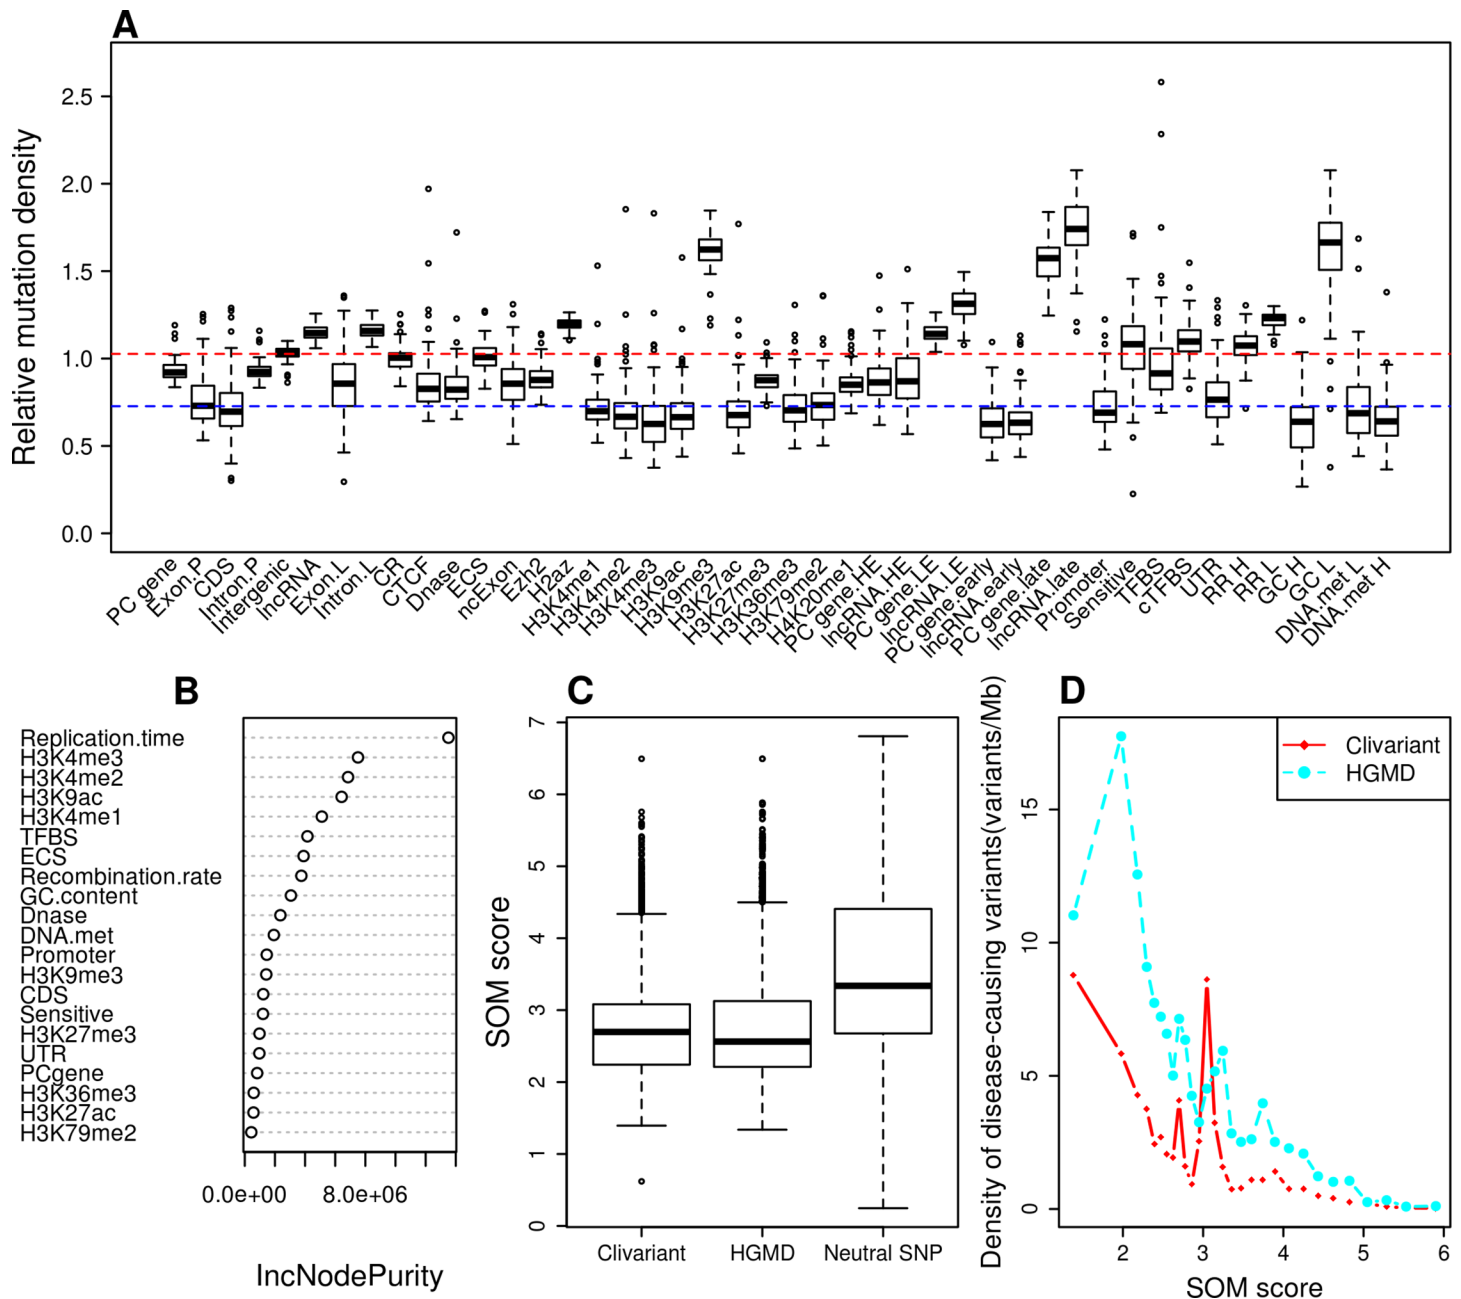 A
Relative mutation density
2.5
2.0
1.5
1.0
0.5
0.0
PC gene
Exon.P
CDS
Intron.P
Intergenic
lncRNA
Exon.L
Intron.L
CR
CTCF
Dnase
ECS
ncExon
Ezh2
H2az
H3K4me1
H3K4me2
H3K4me3
H3K9ac
H3K9me3
H3K27ac
H3K27me3
H3K36me3
H3K79me2
H4K20me1
PC gene.HE
lncRNA.HE
PC gene.LE
lncRNA.LE
PC gene.early
lncRNA.early
PC gene.late
lncRNA.late
Promoter
Sensitive
TFBS
cTFBS
UTR
RR H
RR L
GC H
GC L
DNA.met L
DNA.met H
B
Replication.time
H3K4me3
H3K4me2
H3K9ac
H3K4me1
TFBS
ECS
Recombination.rate
GC.content
Dnase
DNA.met
Promoter
H3K9me3
CDS
Sensitive
H3K27me3
UTR
PCgene
H3K36me3
H3K27ac
H3K79me2
0.0e+00 8.0e+06
IncNodePurity
C
SOM score
7
6
5
4
3
2
1
0
Clivariant HGMD Neutral SNP
D
Density of disease-causing variants(variants/Mb)
15
10
5
0
Clivariant
HGMD
2 3 4 5 6
SOM score